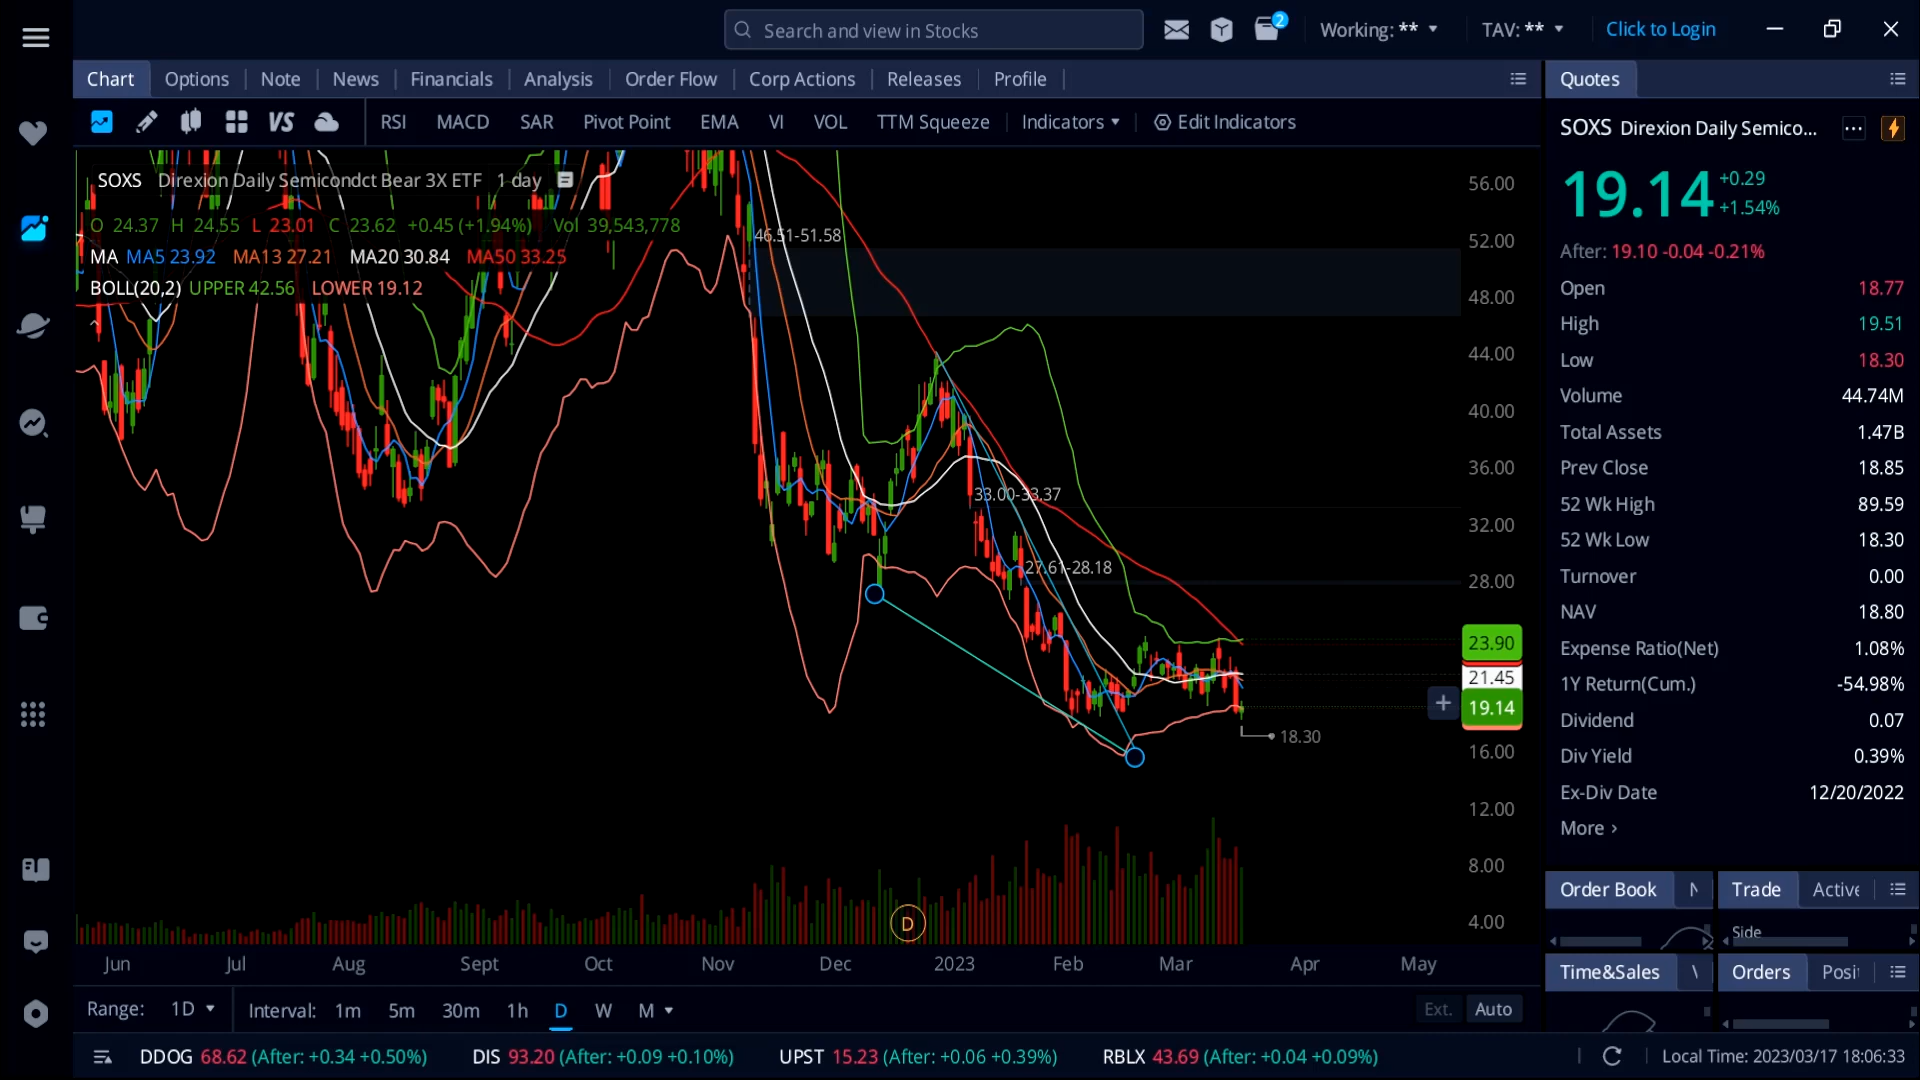 Search and view in Stocks
2
Working: **
TAV: **
Click to Login
Chart
Options
Note
News
Financials
Analysis
Order Flow
Corp Actions
Releases
Profile
Quotes
VS
RSI
MACD
SAR
Pivot Point
EMA
VI
VOL
TTM Squeeze
Indicators
Edit Indicators
SOXS Direxion Daily Semicondct Bear 3X ETF 1 day
O 24.37 H 24.55 L 23.01 C 23.62 +0.45 (+1.94%) Vol 39,543,778
MA MA5 23.92 MA13 27.21 MA20 30.84 MA50 33.25
BOLL(20,2) UPPER 42.56 LOWER 19.12
46.51-51.58
33.00-33.37
27.61-28.18
18.30
D
56.00
52.00
48.00
44.00
40.00
36.00
32.00
28.00
23.90
21.45
19.14
16.00
12.00
8.00
4.00
Jun
Jul
Aug
Sept
Oct
Nov
Dec
2023
Feb
Mar
Apr
May
Range: 1D
Interval: 1m 5m 30m 1h D W M
Ext.
Auto
SOXS Direxion Daily Semico...
19.14
+0.29
+1.54%
After: 19.10 -0.04 -0.21%
Open 18.77
High 19.51
Low 18.30
Volume 44.74M
Total Assets 1.47B
Prev Close 18.85
52 Wk High 89.59
52 Wk Low 18.30
Turnover 0.00
NAV 18.80
Expense Ratio(Net) 1.08%
1Y Return(Cum.) -54.98%
Dividend 0.07
Div Yield 0.39%
Ex-Div Date 12/20/2022
More ›
Order Book
Trade
Active
Side
Time&Sales
Orders
Posi
DDOG 68.62 (After: +0.34 +0.50%)
DIS 93.20 (After: +0.09 +0.10%)
UPST 15.23 (After: +0.06 +0.39%)
RBLX 43.69 (After: +0.04 +0.09%)
Local Time: 2023/03/17 18:06:33